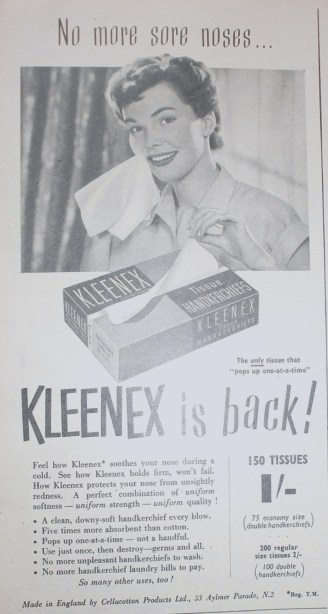 No more sore noses...
KLEENEX
Tissue
HANDKERCHIEFS
KLEENEX
The only tissue that
"pops up one-at-a-time"
KLEENEX is back!
Feel how Kleenex* soothes your nose during a
cold. See how Kleenex holds firm, won't fail.
How Kleenex protects your nose from unsightly
redness. A perfect combination of uniform
softness — uniform strength — uniform quality!
• A clean, downy-soft handkerchief every blow.
• Five times more absorbent than cotton.
• Pops up one-at-a-time — not a handful.
• Use just once, then destroy—germs and all.
• No more unpleasant handkerchiefs to wash.
• No more handkerchief laundry bills to pay.
So many other uses, too!
150 TISSUES
1/-
( 75 economy size )
( double handkerchiefs )
200 regular
size tissues 1/-
( 100 double )
( handkerchiefs )
Made in England by Cellucotton Products Ltd., 33 Aylmer Parade, N.2 *Reg. T.M.